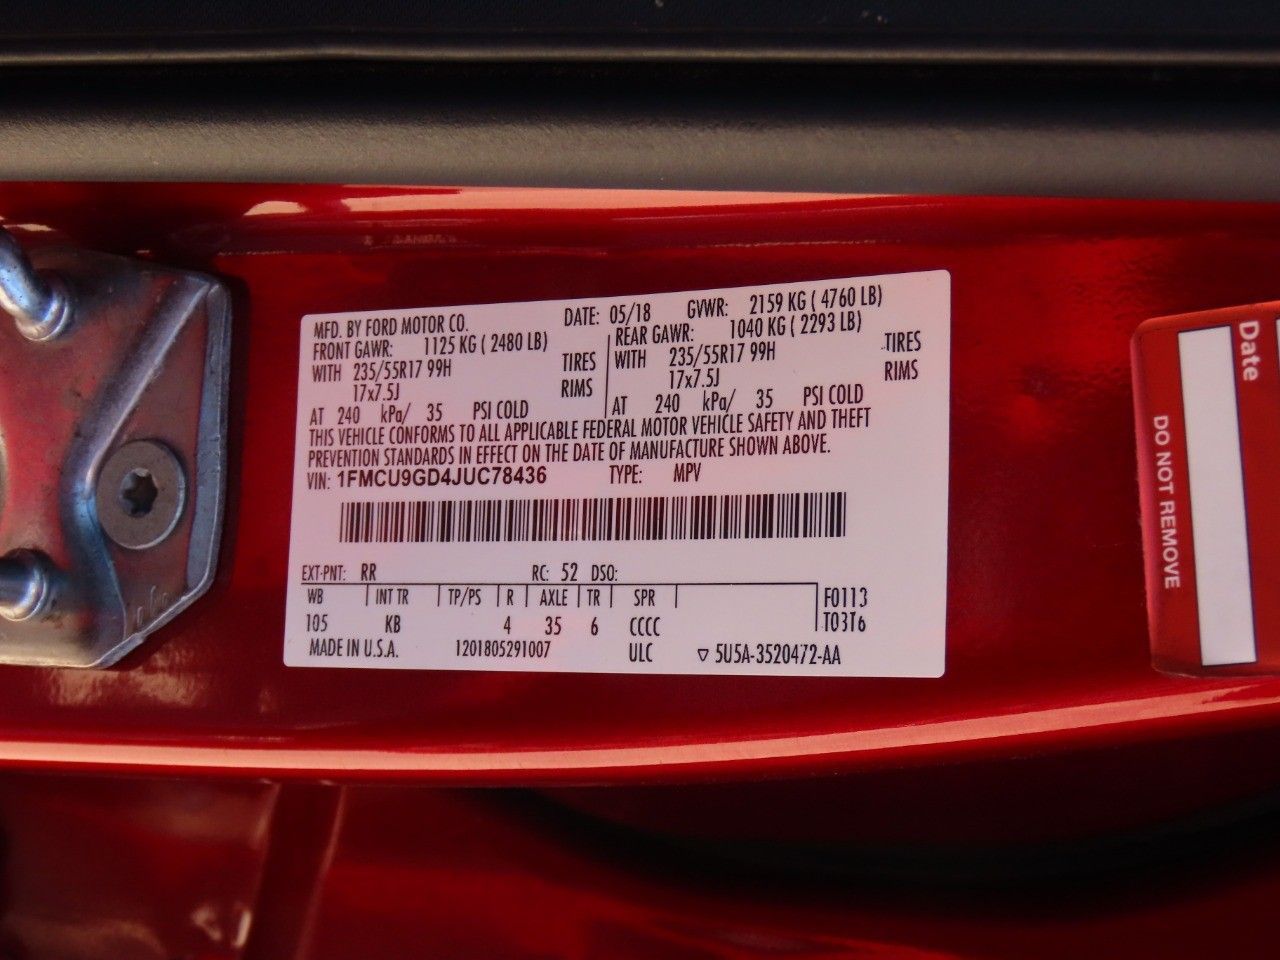 MFD. BY FORD MOTOR CO. DATE: 05/18 GVWR: 2159 KG ( 4760 LB)
FRONT GAWR: 1125 KG ( 2480 LB) REAR GAWR: 1040 KG ( 2293 LB)
WITH 235/55R17 99H TIRES WITH 235/55R17 99H TIRES
17x7.5J RIMS 17x7.5J RIMS
AT 240 kPa/ 35 PSI COLD AT 240 kPa/ 35 PSI COLD
THIS VEHICLE CONFORMS TO ALL APPLICABLE FEDERAL MOTOR VEHICLE SAFETY AND THEFT
PREVENTION STANDARDS IN EFFECT ON THE DATE OF MANUFACTURE SHOWN ABOVE.
VIN: 1FMCU9GD4JUC78436 TYPE: MPV
EXT-PNT: RR RC: 52 DSO:
WB INT TR TP/PS R AXLE TR SPR F0113
105 KB 4 35 6 CCCC T03T6
MADE IN U.S.A. 1201805291007 ULC ▽ 5U5A-3520472-AA
Date
DO NOT REMOVE